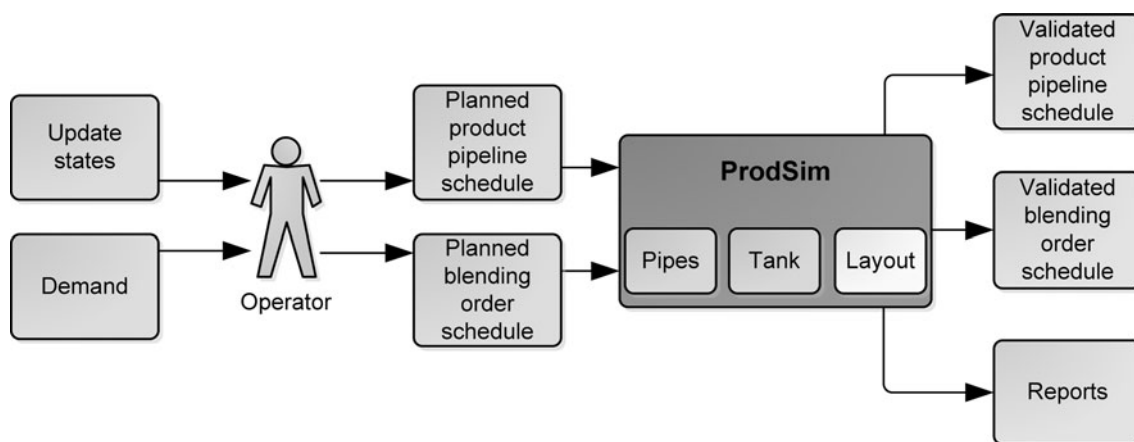 Update
states
Demand
Operator
Planned
product
pipeline
schedule
Planned
blending
order
schedule
ProdSim
Pipes
Tank
Layout
Validated
product
pipeline
schedule
Validated
blending
order
schedule
Reports